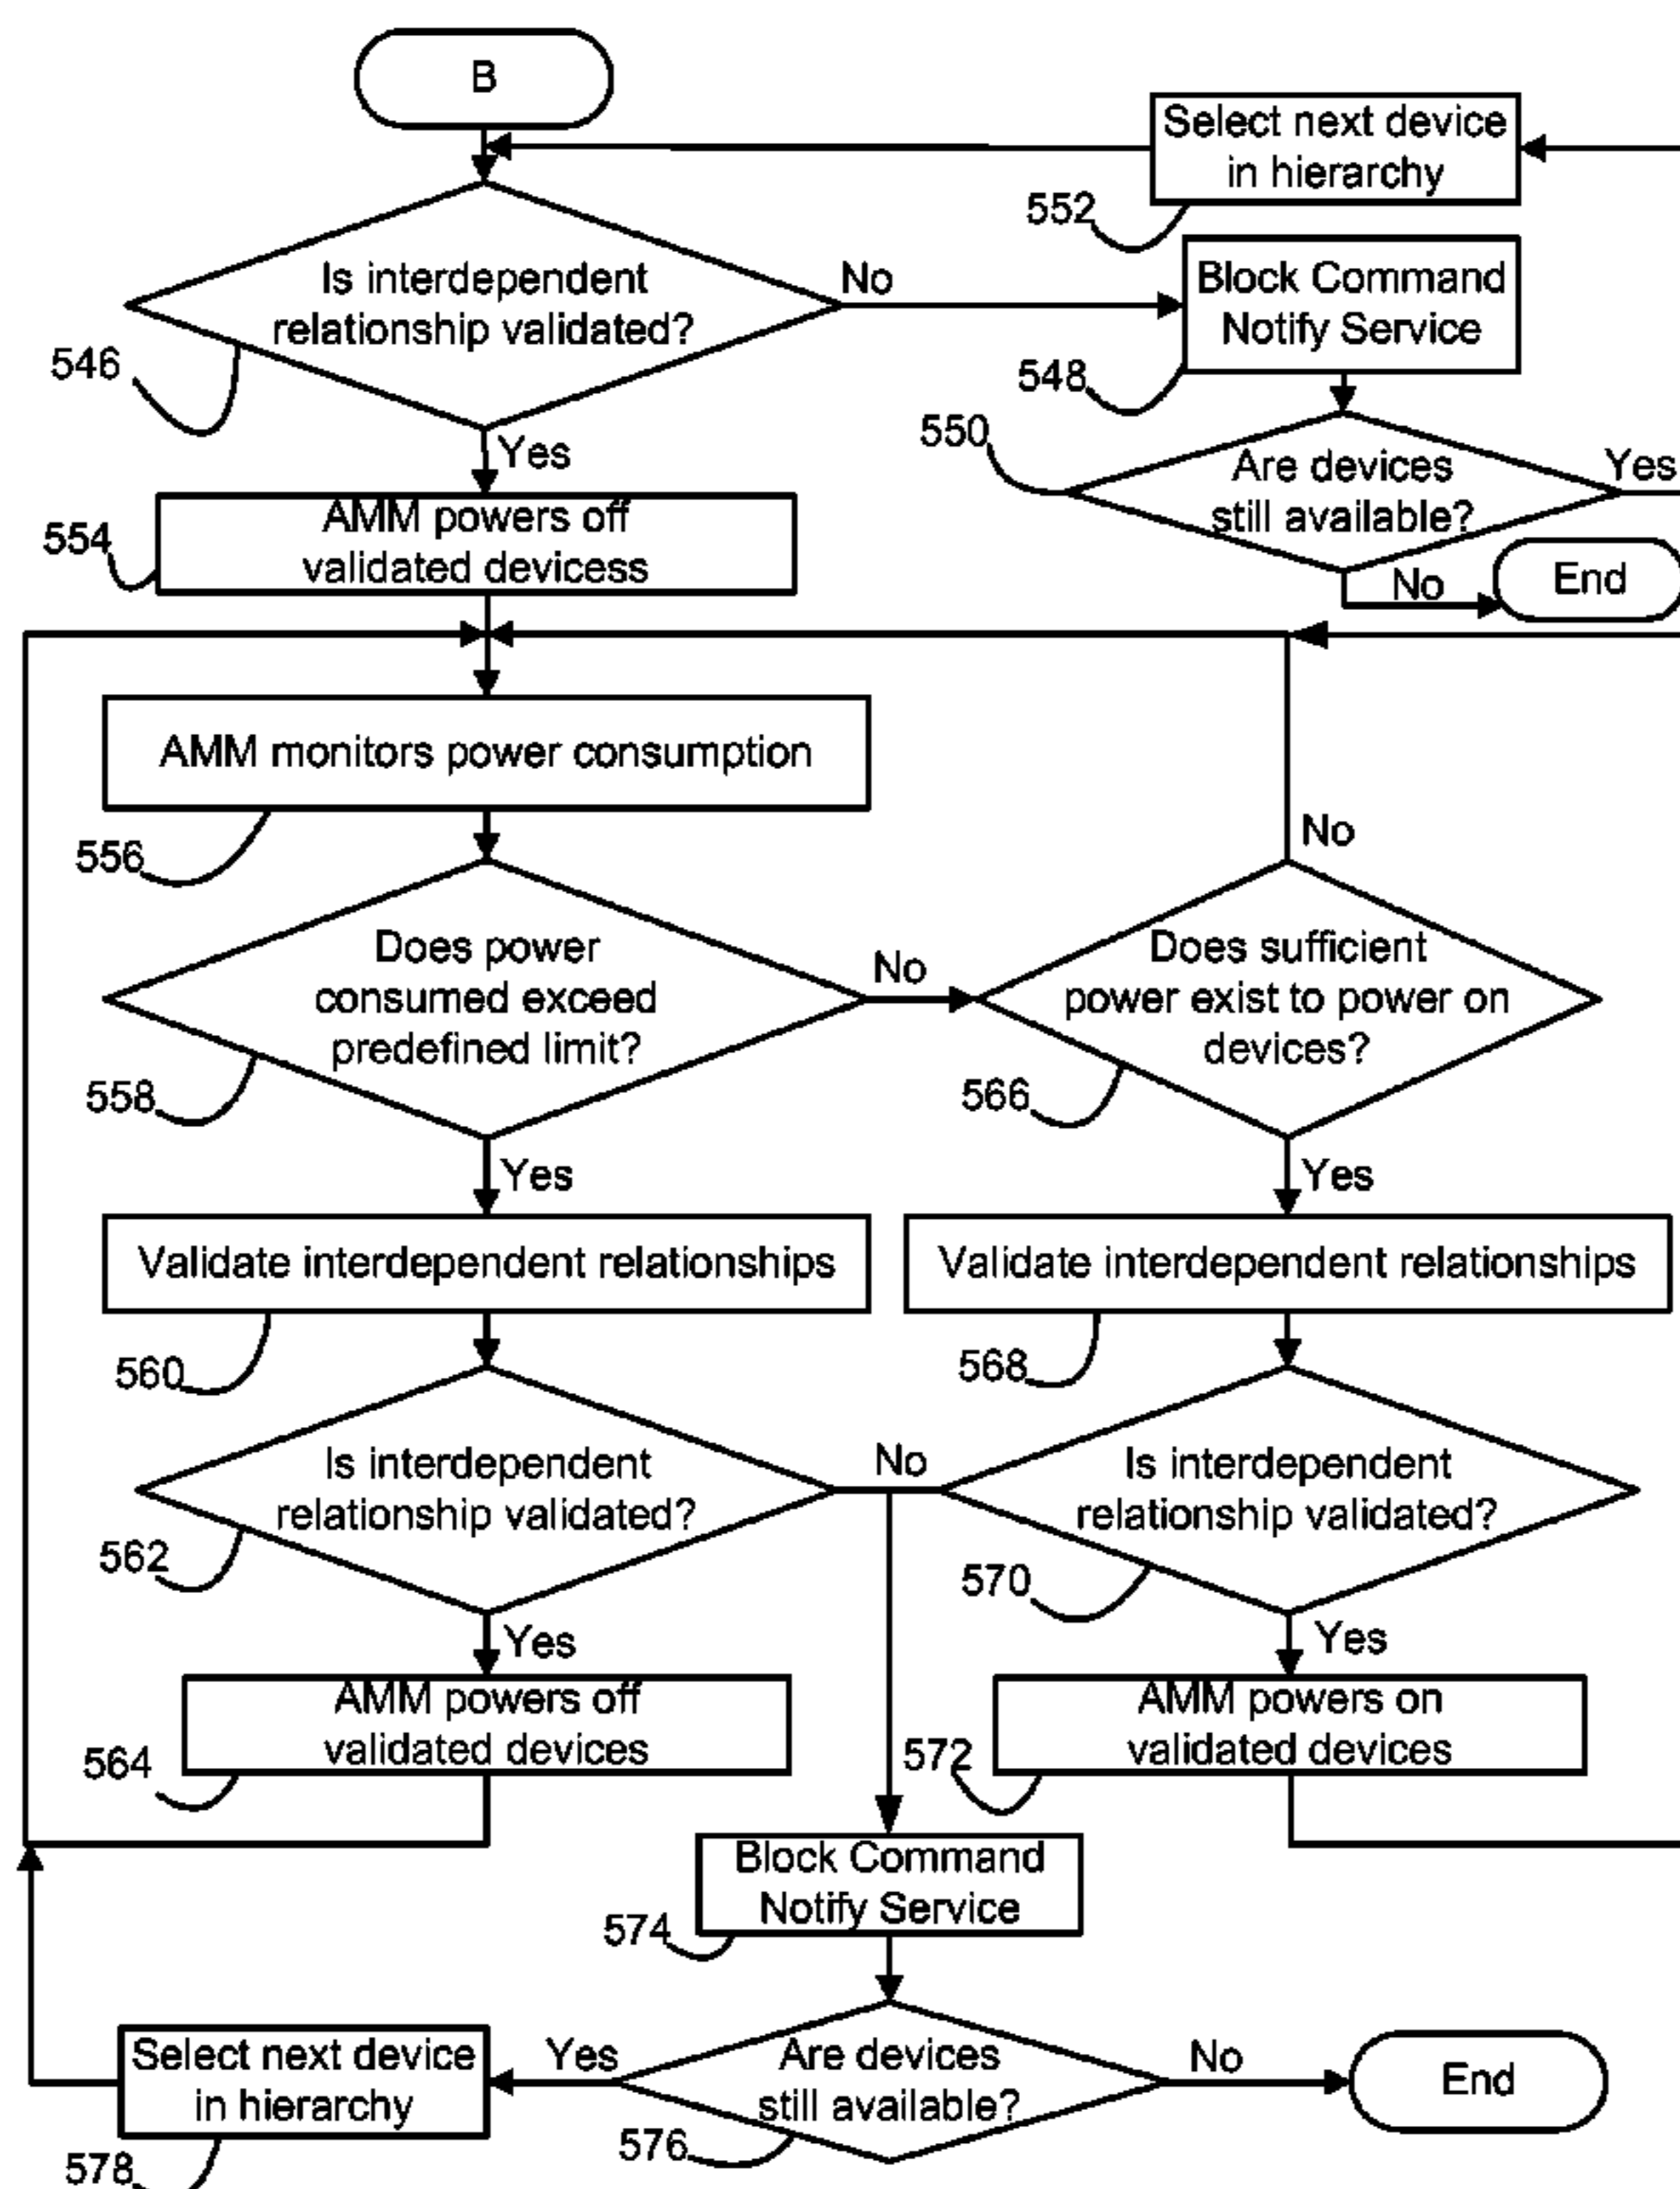 B
Select next device
in hierarchy
552
Is interdependent
relationship validated?
No
Block Command
Notify Service
546
548
550
Yes
Are devices
still available?
Yes
AMM powers off
validated devicess
554
No
End
AMM monitors power consumption
556
No
Does power
consumed exceed
predefined limit?
No
Does sufficient
power exist to power on
devices?
558
566
Yes
Yes
Validate interdependent relationships
Validate interdependent relationships
560
568
Is interdependent
relationship validated?
No
Is interdependent
relationship validated?
562
570
Yes
Yes
AMM powers off
validated devices
AMM powers on
validated devices
564
572
Block Command
Notify Service
574
Select next device
in hierarchy
Yes
Are devices
still available?
No
End
576
578